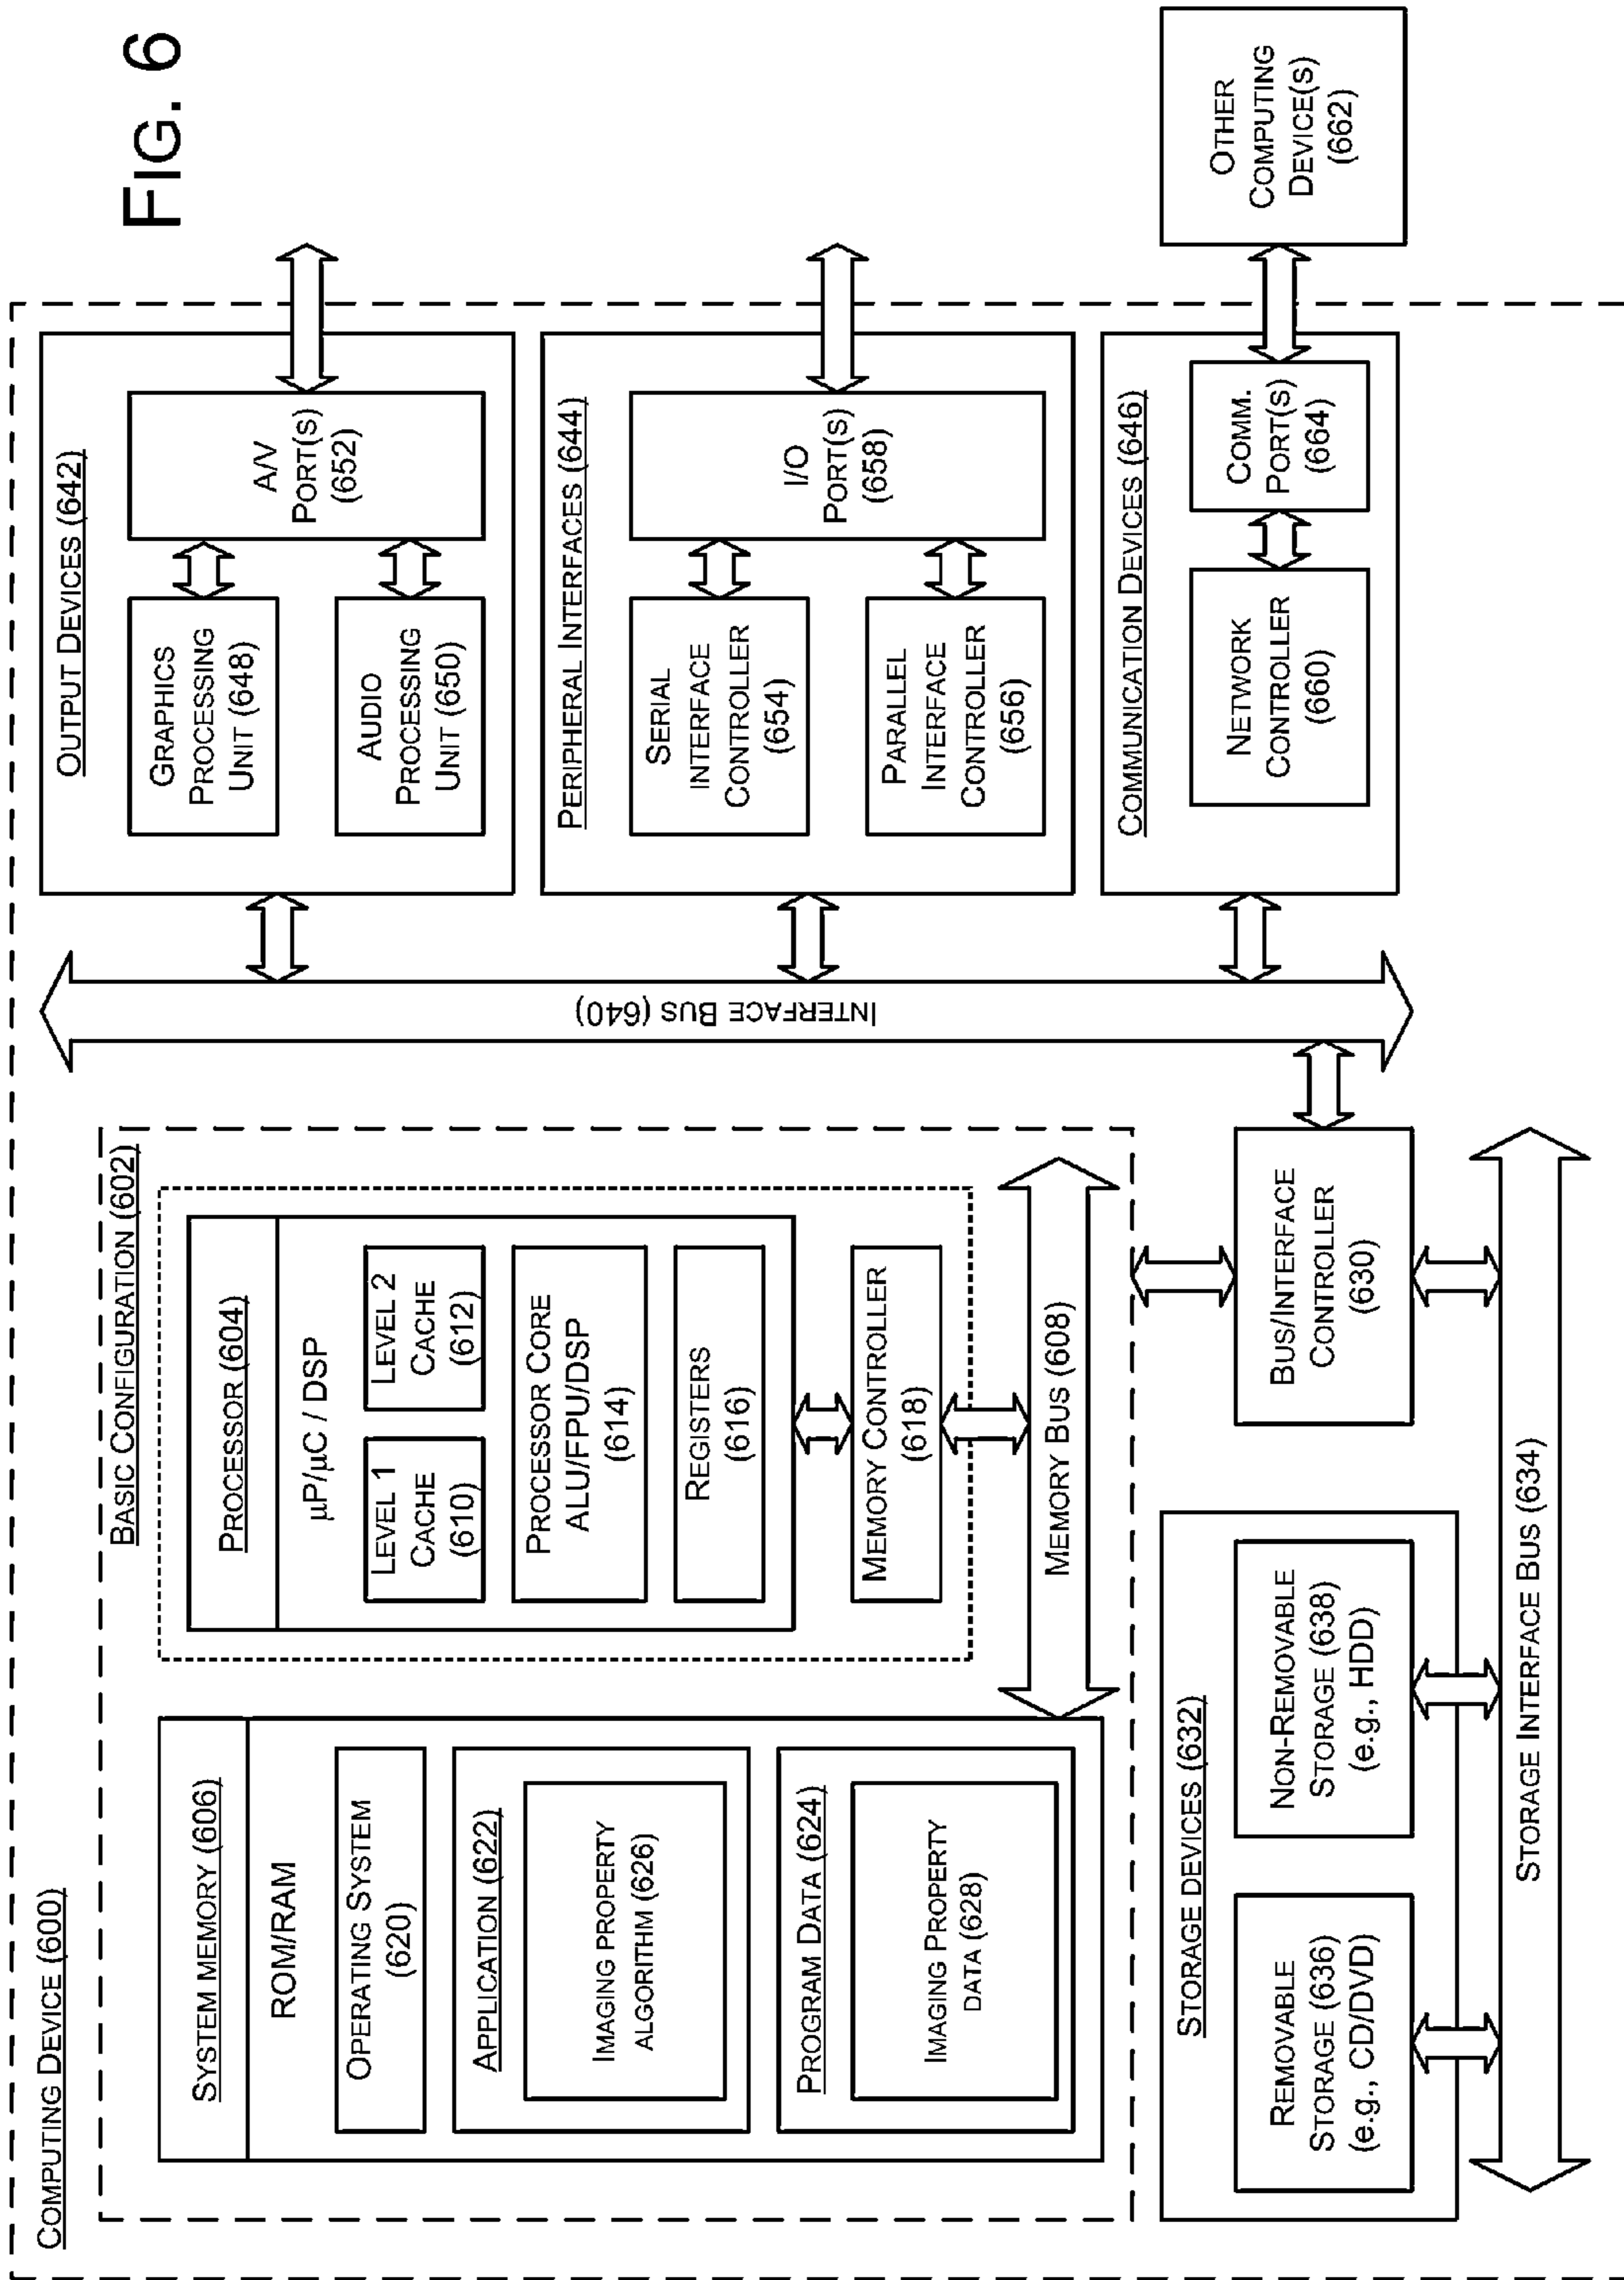 FIG. 6
COMPUTING DEVICE (600)
BASIC CONFIGURATION (602)
SYSTEM MEMORY (606)
ROM/RAM
OPERATING SYSTEM
(620)
APPLICATION (622)
IMAGING PROPERTY
ALGORITHM (626)
PROGRAM DATA (624)
IMAGING PROPERTY
DATA (628)
PROCESSOR (604)
µP/µC / DSP
LEVEL 1
CACHE
(610)
LEVEL 2
CACHE
(612)
PROCESSOR CORE
ALU/FPU/DSP
(614)
REGISTERS
(616)
MEMORY CONTROLLER
(618)
MEMORY BUS (608)
BUS/INTERFACE
CONTROLLER
(630)
STORAGE DEVICES (632)
REMOVABLE
STORAGE (636)
(e.g., CD/DVD)
NON-REMOVABLE
STORAGE (638)
(e.g., HDD)
STORAGE INTERFACE BUS (634)
INTERFACE BUS (640)
OUTPUT DEVICES (642)
GRAPHICS
PROCESSING
UNIT (648)
AUDIO
PROCESSING
UNIT (650)
A/V
PORT(S)
(652)
PERIPHERAL INTERFACES (644)
SERIAL
INTERFACE
CONTROLLER
(654)
PARALLEL
INTERFACE
CONTROLLER
(656)
I/O
PORT(S)
(658)
COMMUNICATION DEVICES (646)
NETWORK
CONTROLLER
(660)
COMM.
PORT(S)
(664)
OTHER
COMPUTING
DEVICE(S)
(662)